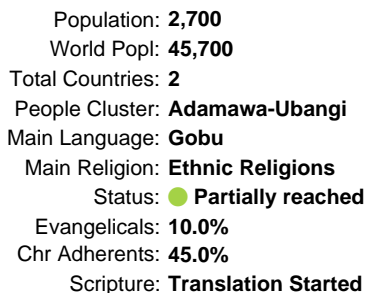 Population: 2,700
World Popl: 45,700
Total Countries: 2
People Cluster: Adamawa-Ubangi
Main Language: Gobu
Main Religion: Ethnic Religions
Status: Partially reached
Evangelicals: 10.0%
Chr Adherents: 45.0%
Scripture: Translation Started